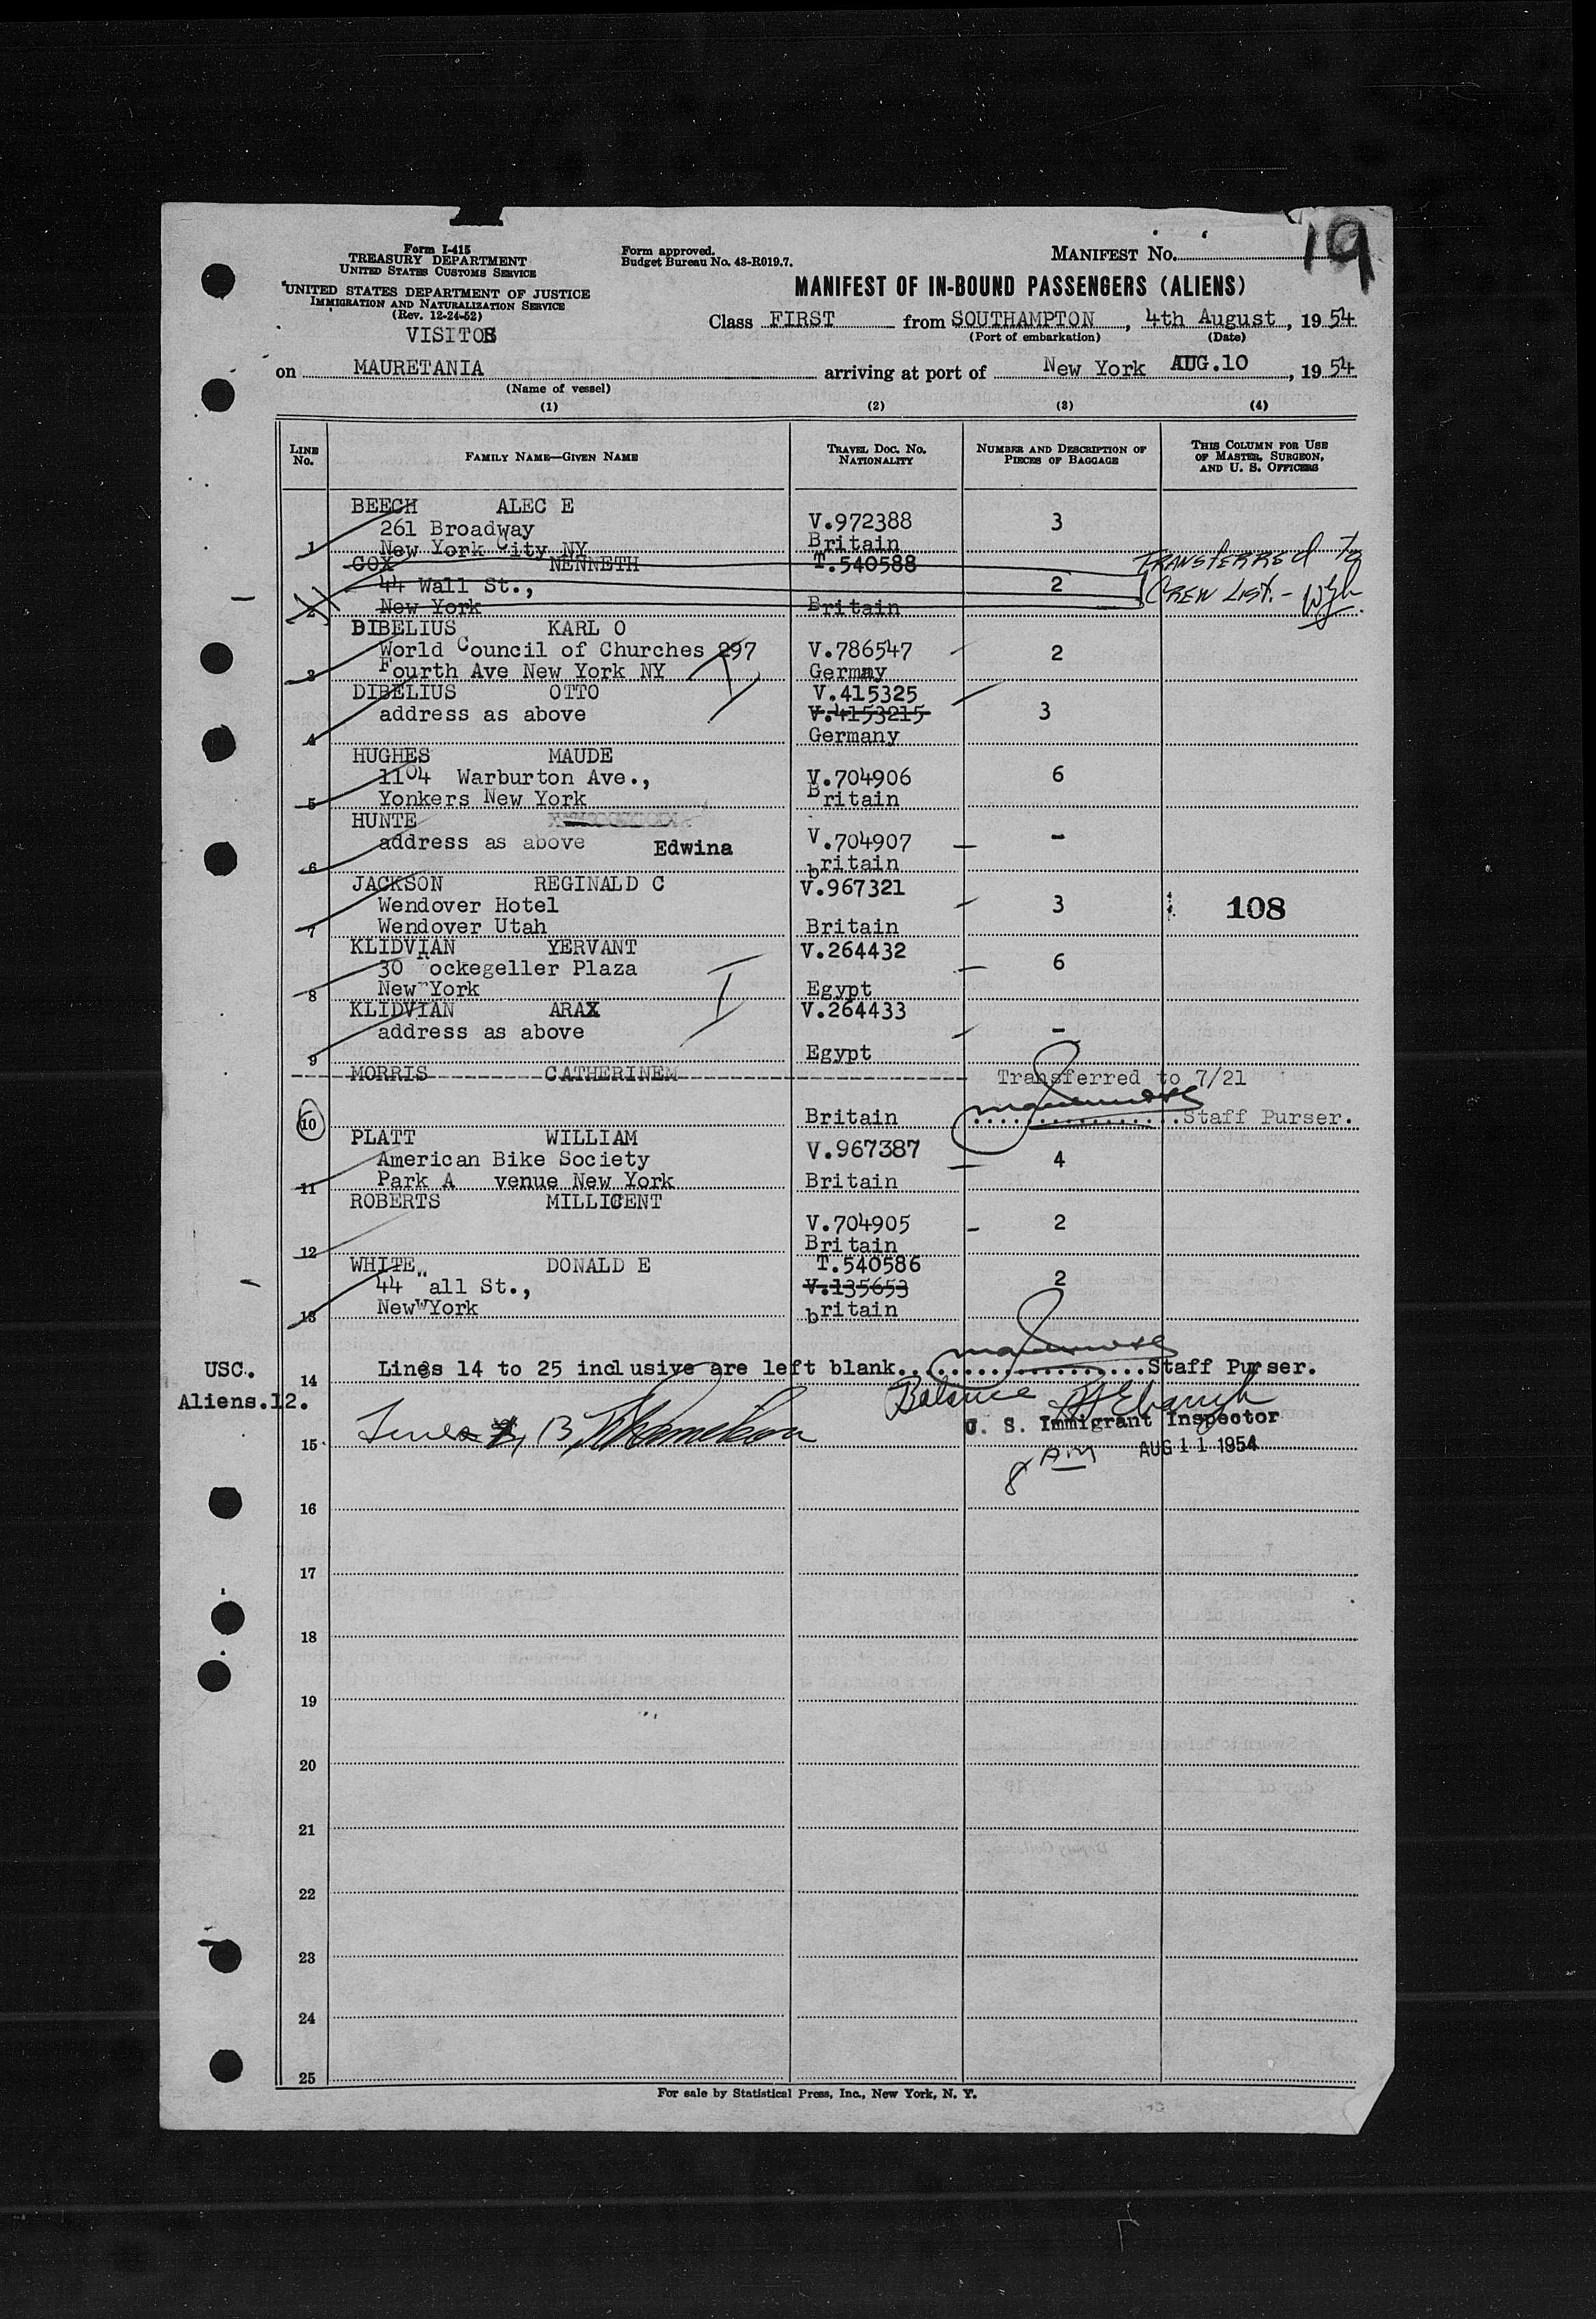 19
Form I-415
TREASURY DEPARTMENT
UNITED STATES CUSTOMS SERVICE
UNITED STATES DEPARTMENT OF JUSTICE
IMMIGRATION AND NATURALIZATION SERVICE
(Rev. 12-24-52)
VISITOR
Form approved.
Budget Bureau No. 43-R019.7.
MANIFEST No.
MANIFEST OF IN-BOUND PASSENGERS (ALIENS)
Class FIRST from SOUTHAMPTON, 4th August, 1954
(Port of embarkation) (Date)
on MAURETANIA arriving at port of New York AUG.10, 1954
(Name of vessel)
(1) (2) (3) (4)
LINE No. FAMILY NAME—GIVEN NAME TRAVEL DOC. NO. NATIONALITY NUMBER AND DESCRIPTION OF PIECES OF BAGGAGE THIS COLUMN FOR USE OF MASTER, SURGEON, AND U. S. OFFICERS
BEECH ALEC E
261 Broadway V.972388 3
1 New York City NY Britain
COX NENNETH T.540588 TRANSFERRED To
44 Wall St., 2 CREW LIST.-
2 New York Britain
DIBELIUS KARL O
World Council of Churches 297 V.786547 2
3 Fourth Ave New York NY Germany
DIBELIUS OTTO V.415325
address as above V.4153215 3
4 Germany
HUGHES MAUDE
1104 Warburton Ave., V.704906 6
5 Yonkers New York Britain
HUNTE
address as above Edwina V.704907 -
6 britain
JACKSON REGINALD C V.967321
Wendover Hotel 3 108
7 Wendover Utah Britain
KLIDVIAN YERVANT V.264432
30 Rockegeller Plaza 6
8 New York Egypt
KLIDVIAN ARAX V.264433
address as above -
9 Egypt
MORRIS CATHERINEM Transferred to 7/21
10 Britain Staff Purser.
PLATT WILLIAM V.967387
American Bike Society 4
11 Park A venue New York Britain
ROBERTS MILLICENT
V.704905 2
12 Britain
WHITE DONALD E T.540586
44 Wall St., V.135653 2
13 New York britain
USC.
14 Lines 14 to 25 inclusive are left blank. Staff Purser.
Aliens.12.
Balance
Lines 13
U. S. Immigrant Inspector
15 8 PM AUG 11 1954
16
17
18
19
20
21
22
23
24
25
For sale by Statistical Press, Inc., New York, N. Y.